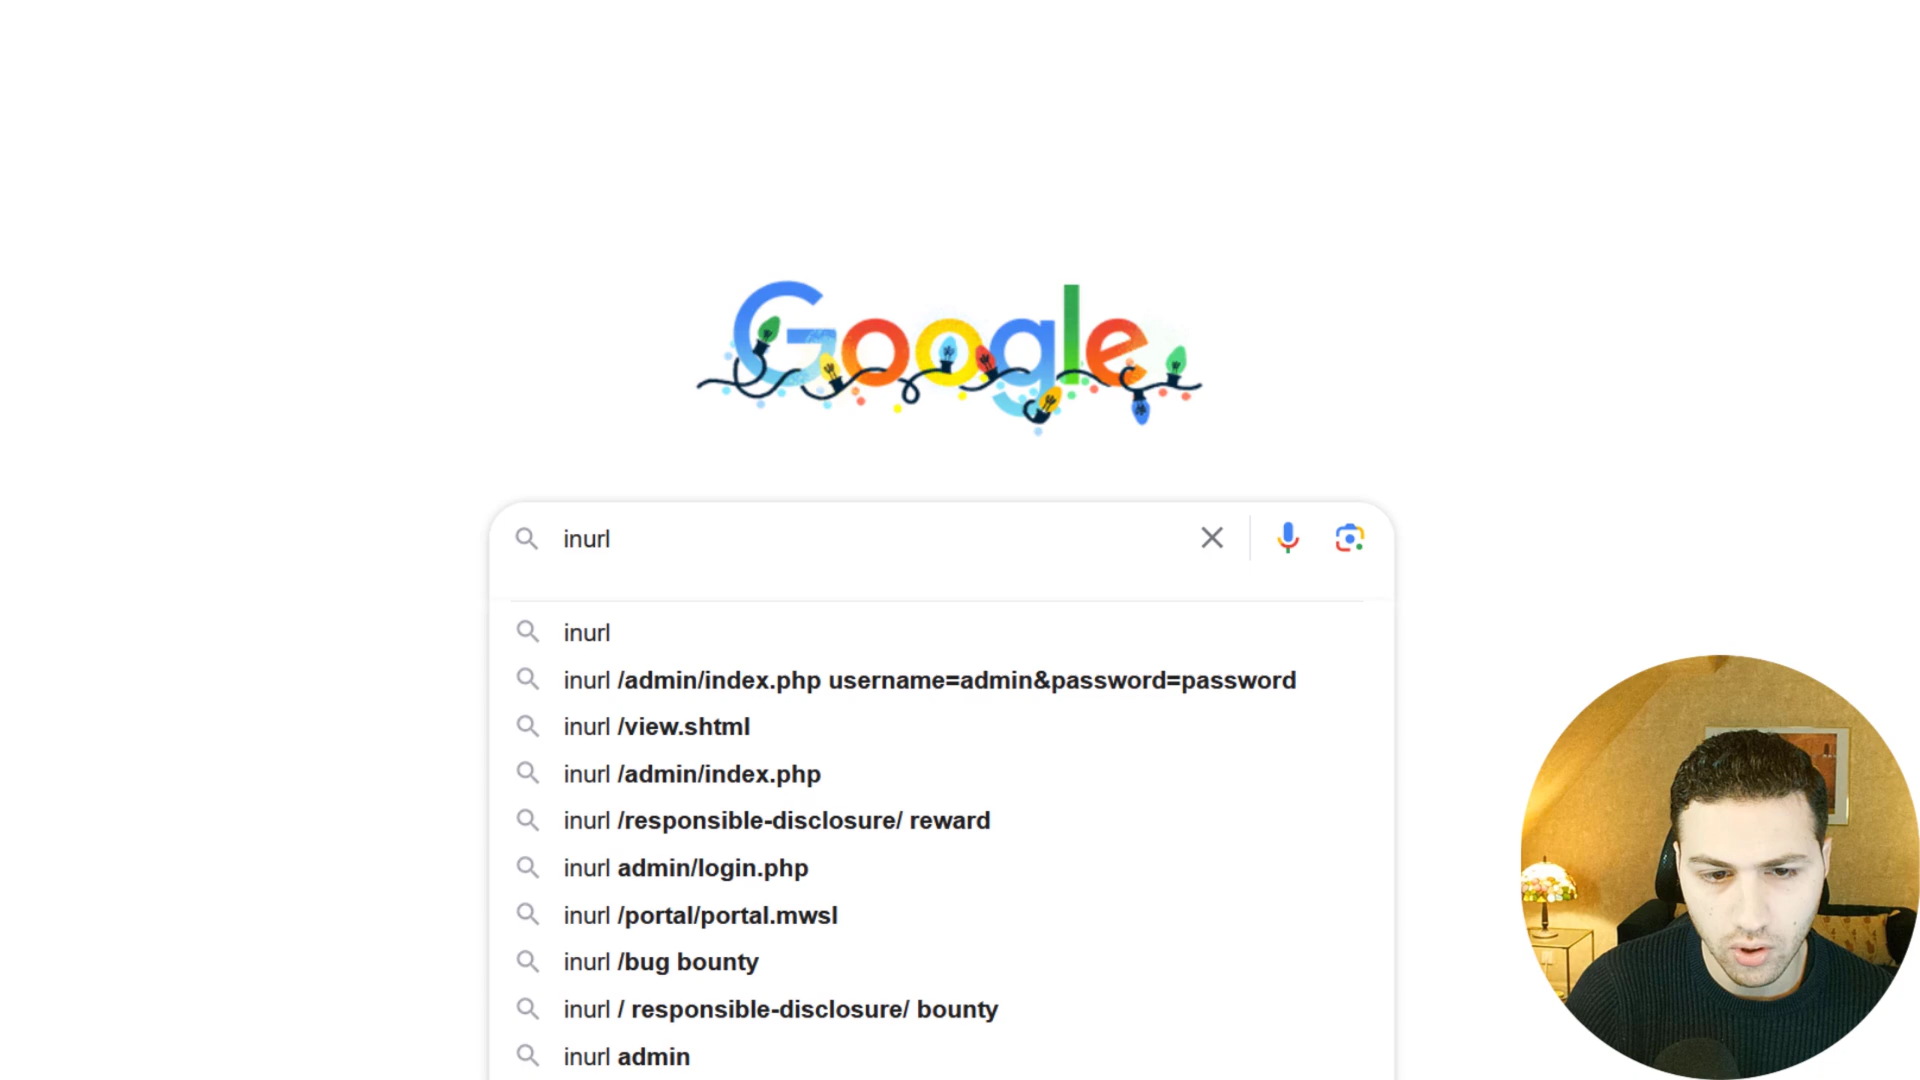 Google
inurl
inurl
inurl /admin/index.php username=admin&password=password
inurl /view.shtml
inurl /admin/index.php
inurl /responsible-disclosure/ reward
inurl admin/login.php
inurl /portal/portal.mwsl
inurl /bug bounty
inurl / responsible-disclosure/ bounty
inurl admin